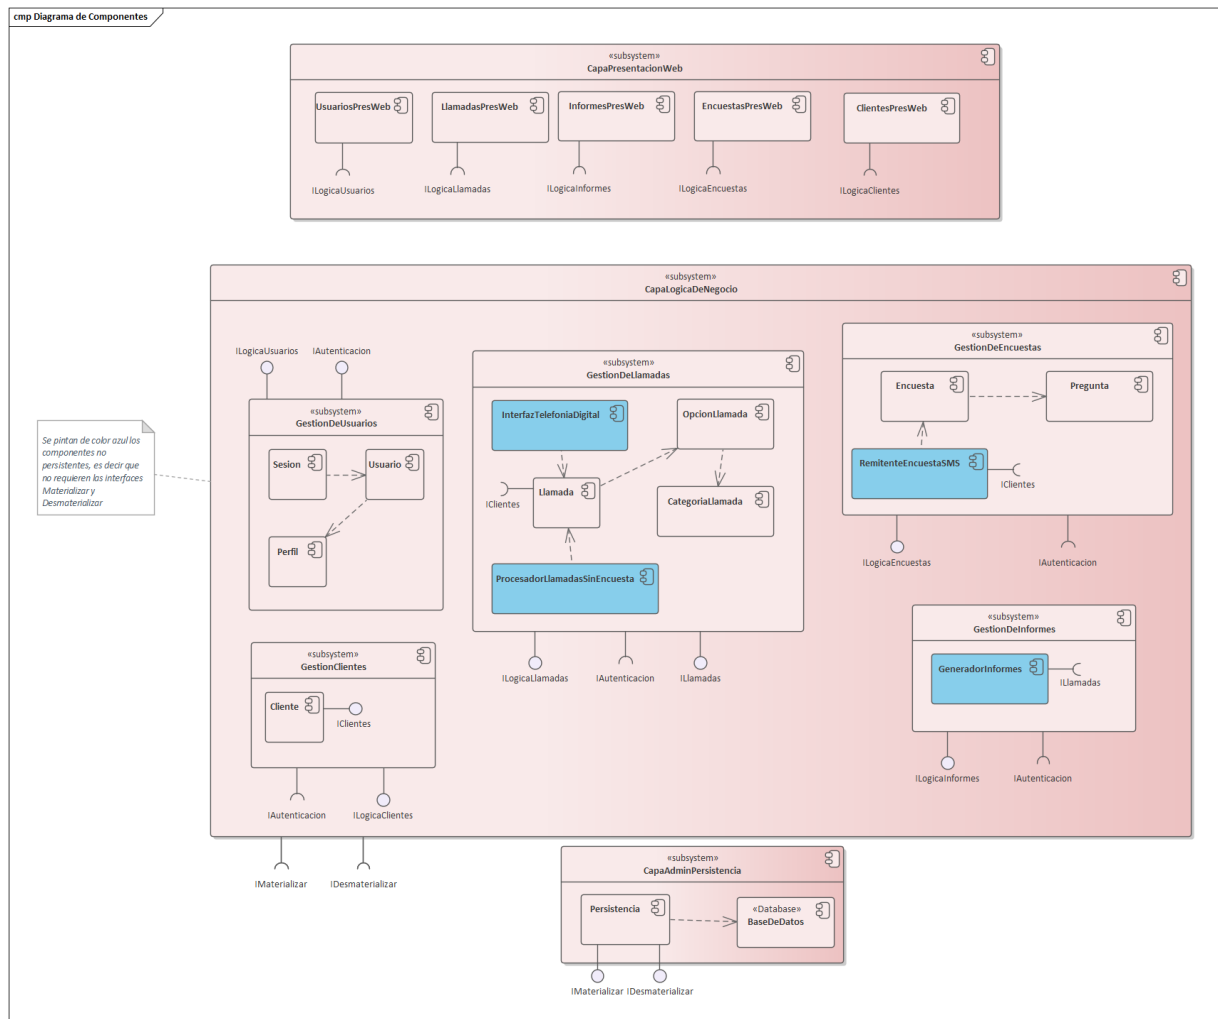 cmp Diagrama de Componentes
«subsystem»
CapaPresentacionWeb
UsuariosPresWeb
LlamadasPresWeb
InformesPresWeb
EncuestasPresWeb
ClientesPresWeb
ILogicaUsuarios
ILogicaLlamadas
ILogicaInformes
ILogicaEncuestas
ILogicaClientes
«subsystem»
CapaLogicaDeNegocio
Se pintan de color azul los
componentes no
persistentes, es decir que
no requieren las interfaces
Materializar y
Desmaterializar
ILogicaUsuarios
IAutenticacion
«subsystem»
GestionDeUsuarios
Sesion
Usuario
Perfil
«subsystem»
GestionDeLlamadas
InterfazTelefoniaDigital
OpcionLlamada
IClientes
Llamada
CategoriaLlamada
ProcesadorLlamadasSinEncuesta
ILogicaLlamadas
IAutenticacion
ILlamadas
«subsystem»
GestionDeEncuestas
Encuesta
Pregunta
RemitenteEncuestaSMS
IClientes
ILogicaEncuestas
IAutenticacion
«subsystem»
GestionDeInformes
GeneradorInformes
ILlamadas
ILogicaInformes
IAutenticacion
«subsystem»
GestionClientes
Cliente
IClientes
IAutenticacion
ILogicaClientes
IMaterializar
IDesmaterializar
«subsystem»
CapaAdminPersistencia
Persistencia
«Database»
BaseDeDatos
IMaterializar
IDesmaterializar